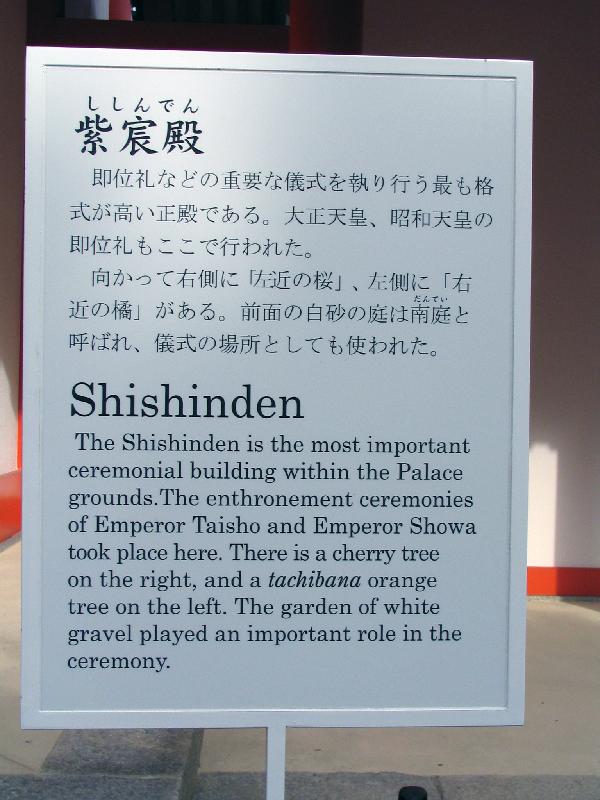 ししんでん
紫宸殿
即位礼などの重要な儀式を執り行う最も格
式が高い正殿である。大正天皇、昭和天皇の
即位礼もここで行われた。
向かって右側に「左近の桜」、左側に「右
近の橘」がある。前面の白砂の庭は南庭と
だんてい
呼ばれ、儀式の場所としても使われた。
Shishinden
The Shishinden is the most important
ceremonial building within the Palace
grounds.The enthronement ceremonies
of Emperor Taisho and Emperor Showa
took place here. There is a cherry tree
on the right, and a tachibana orange
tree on the left. The garden of white
gravel played an important role in the
ceremony.